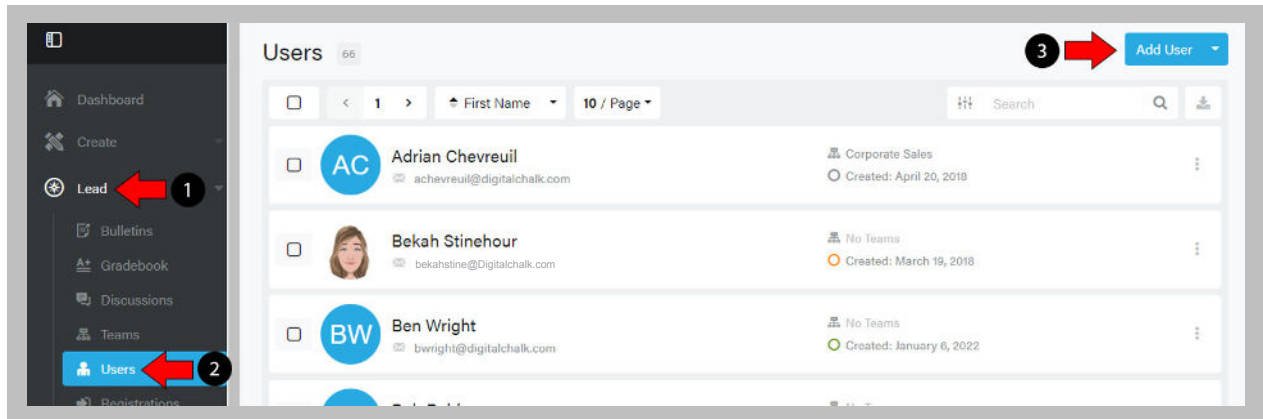 Dashboard
Create
Lead
1
Bulletins
Gradebook
Discussions
Teams
Users
2
Registrations
Users 66
3
Add User
1
First Name
10 / Page
Search
AC
Adrian Chevreuil
achevreuil@digitalchalk.com
Corporate Sales
Created: April 20, 2018
Bekah Stinehour
bekahstine@Digitalchalk.com
No Teams
Created: March 19, 2018
BW
Ben Wright
bwright@digitalchalk.com
No Teams
Created: January 6, 2022